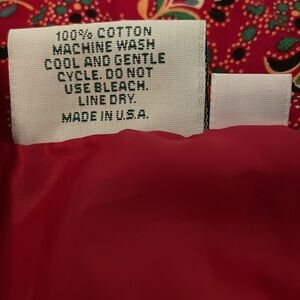 100% COTTON
MACHINE WASH
COOL AND GENTLE
CYCLE. DO NOT
USE BLEACH.
LINE DRY.
MADE IN U.S.A.